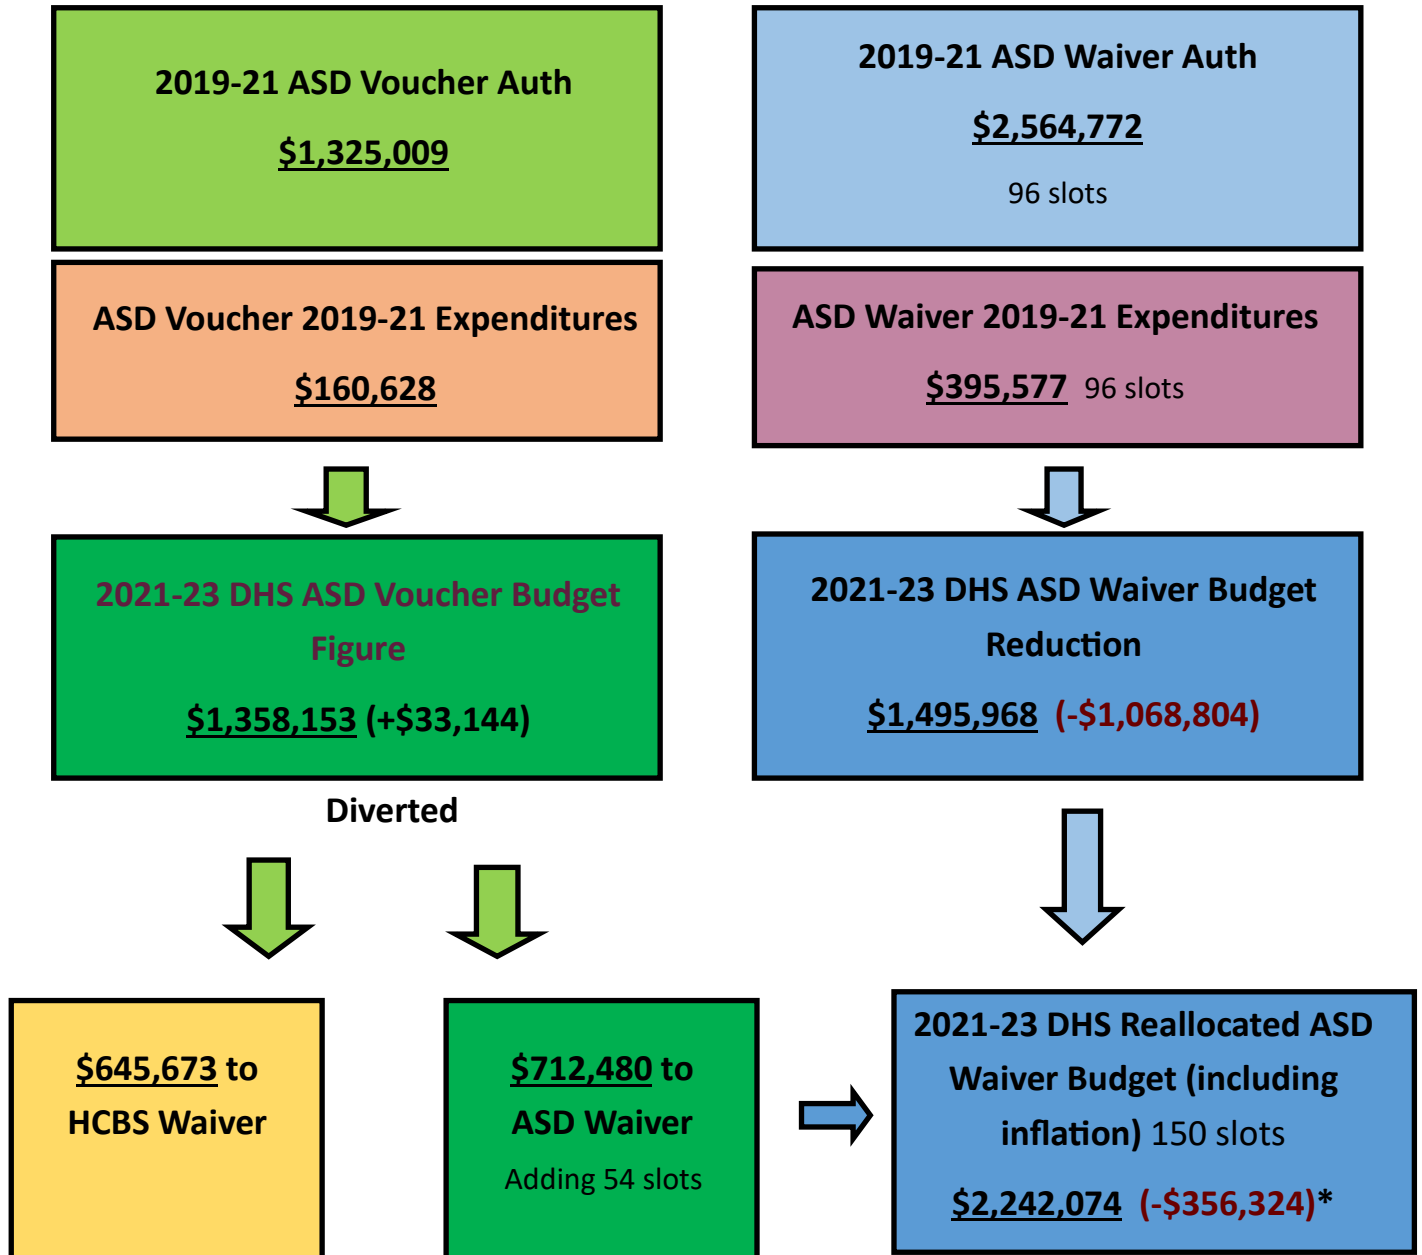 2019-21 ASD Voucher Auth
$1,325,009
2019-21 ASD Waiver Auth
$2,564,772
96 slots
ASD Voucher 2019-21 Expenditures
$160,628
ASD Waiver 2019-21 Expenditures
$395,577 96 slots
2021-23 DHS ASD Voucher Budget
Figure
$1,358,153 (+$33,144)
2021-23 DHS ASD Waiver Budget
Reduction
$1,495,968 (-$1,068,804)
Diverted
$645,673 to
HCBS Waiver
$712,480 to
ASD Waiver
Adding 54 slots
2021-23 DHS Reallocated ASD
Waiver Budget (including
inflation) 150 slots
$2,242,074 (-$356,324)*